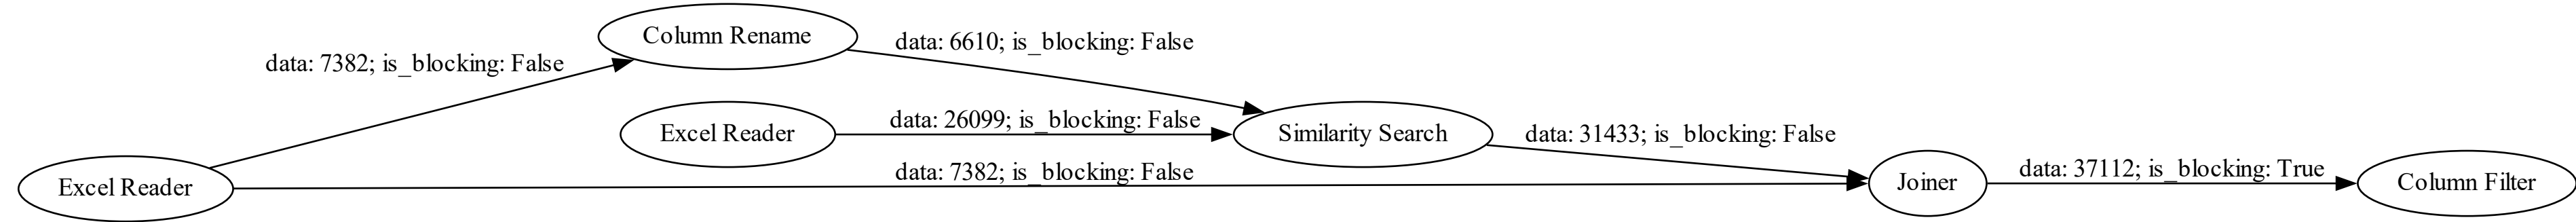 Column Rename
data: 6610; is_blocking: False
data: 7382; is_blocking: False
Excel Reader
data: 26099; is_blocking: False
Similarity Search
data: 31433; is_blocking: False
Excel Reader
data: 7382; is_blocking: False
Joiner
data: 37112; is_blocking: True
Column Filter